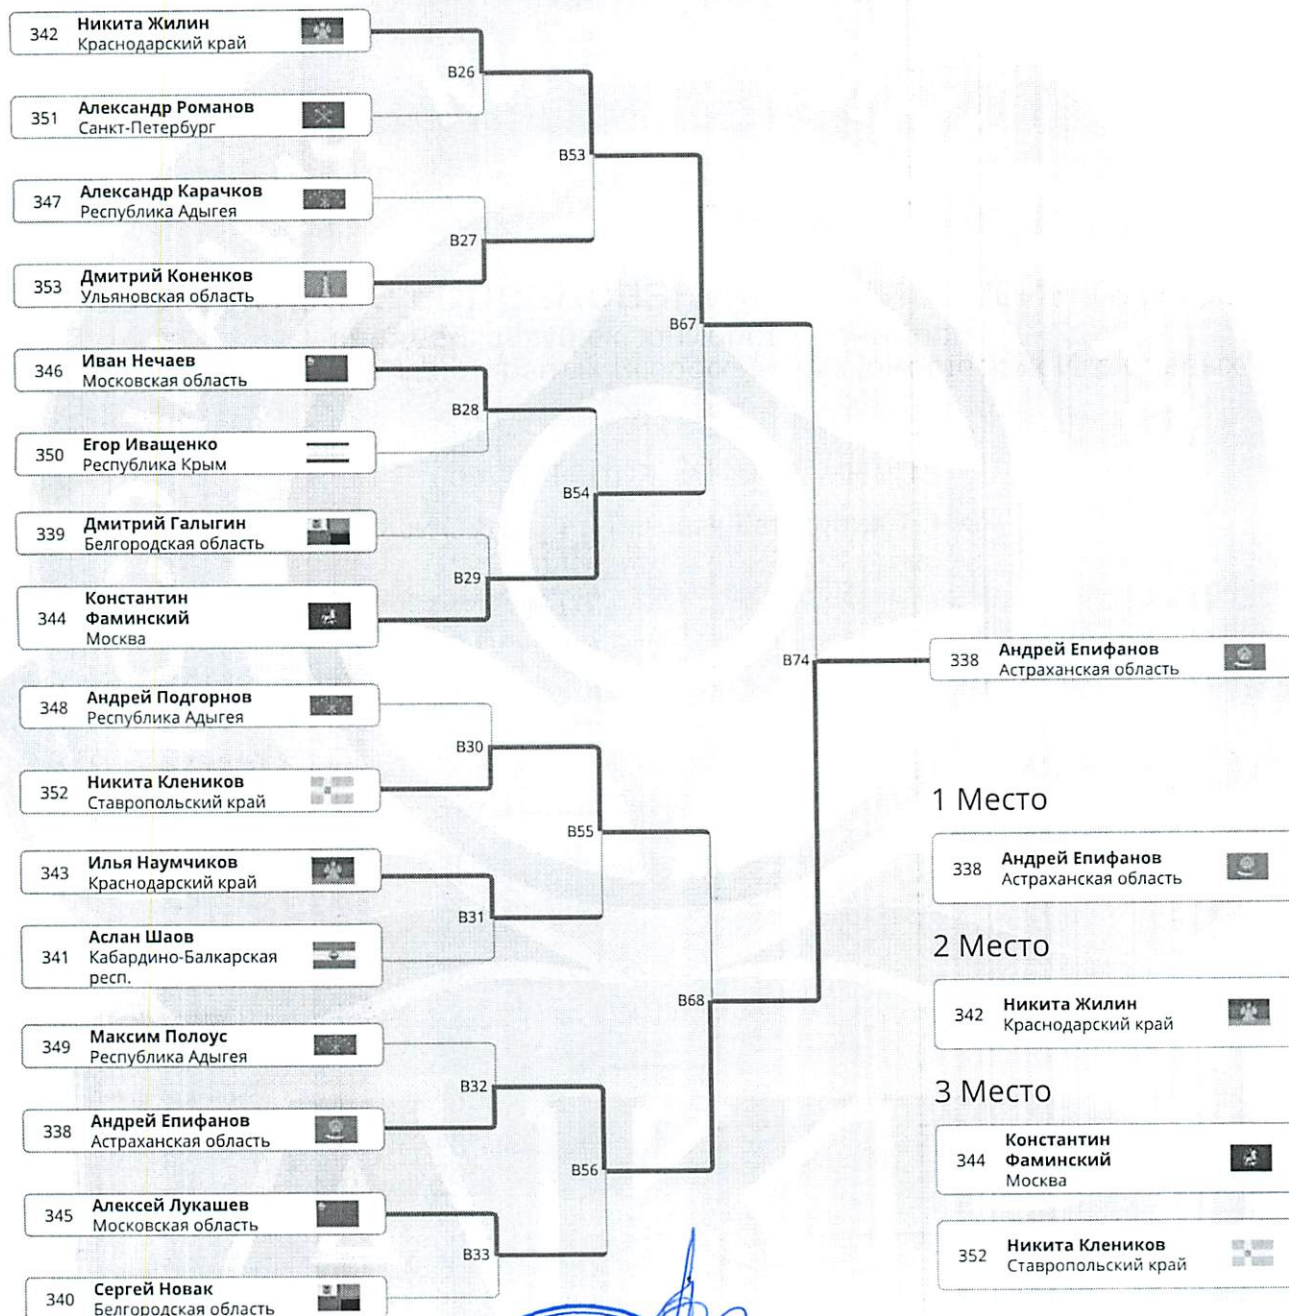 342
Никита Жилин
Краснодарский край
B26
351
Александр Романов
Санкт-Петербург
B53
347
Александр Карачков
Республика Адыгея
B27
353
Дмитрий Коненков
Ульяновская область
B67
346
Иван Нечаев
Московская область
B28
350
Егор Иващенко
Республика Крым
B54
339
Дмитрий Галыгин
Белгородская область
B29
344
Константин
Фаминский
Москва
B74
338
Андрей Епифанов
Астраханская область
348
Андрей Подгорнов
Республика Адыгея
B30
352
Никита Клеников
Ставропольский край
B55
343
Илья Наумчиков
Краснодарский край
B31
341
Аслан Шаов
Кабардино-Балкарская
респ.
B68
349
Максим Полоус
Республика Адыгея
B32
338
Андрей Епифанов
Астраханская область
B56
345
Алексей Лукашев
Московская область
B33
340
Сергей Новак
Белгородская область
1 Место
338
Андрей Епифанов
Астраханская область
2 Место
342
Никита Жилин
Краснодарский край
3 Место
344
Константин
Фаминский
Москва
352
Никита Клеников
Ставропольский край